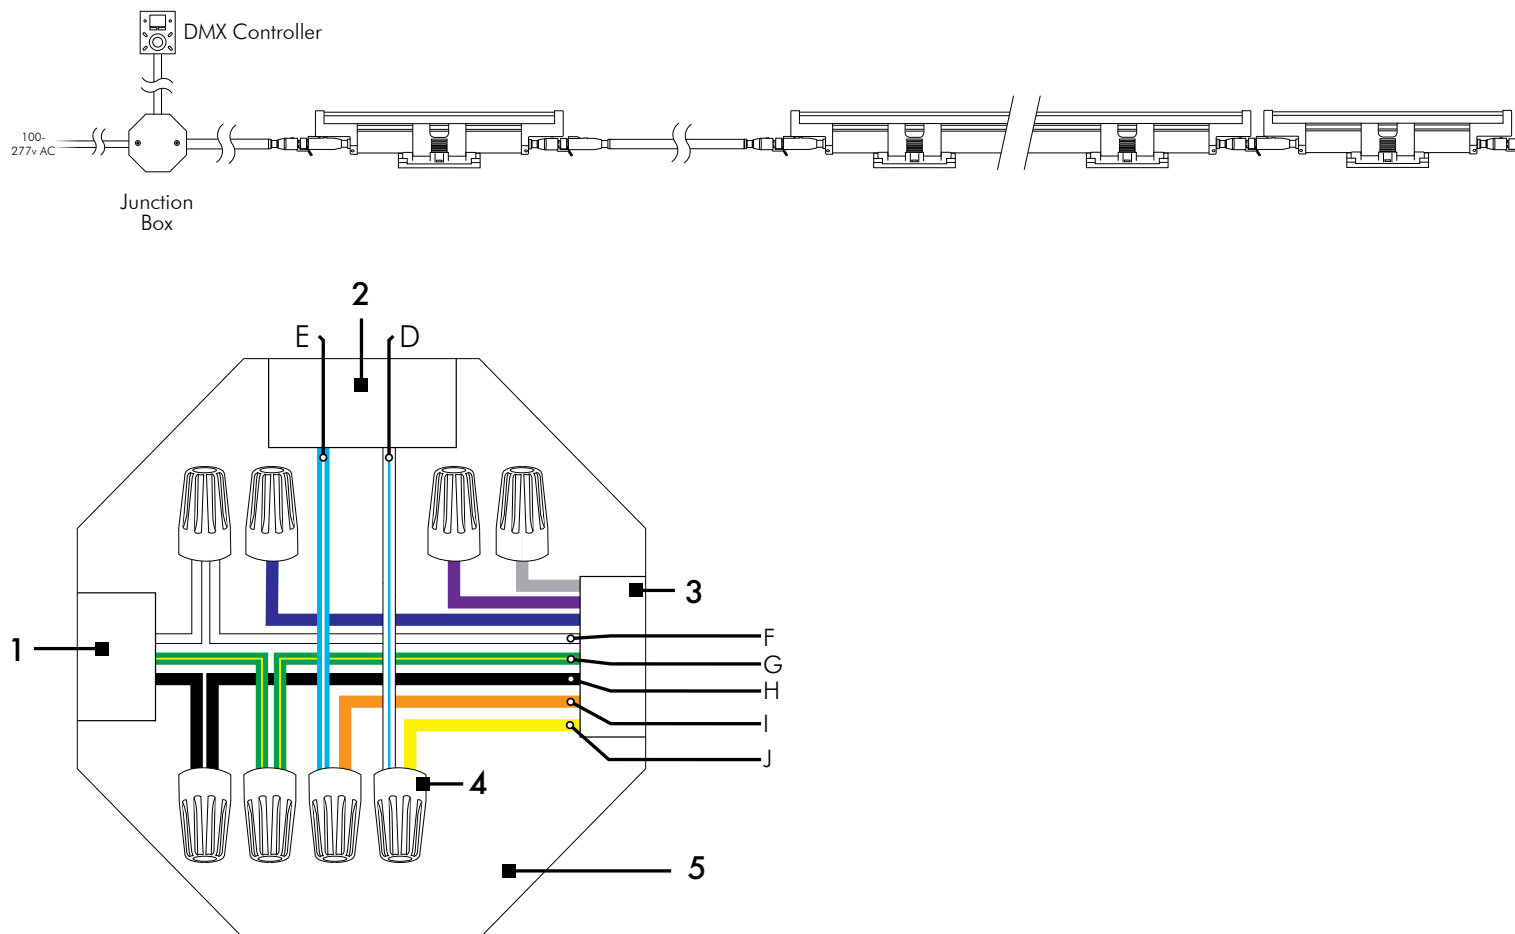 DMX Controller
100-
277v AC
Junction
Box
2
E
D
3
1
F
G
H
I
J
4
5